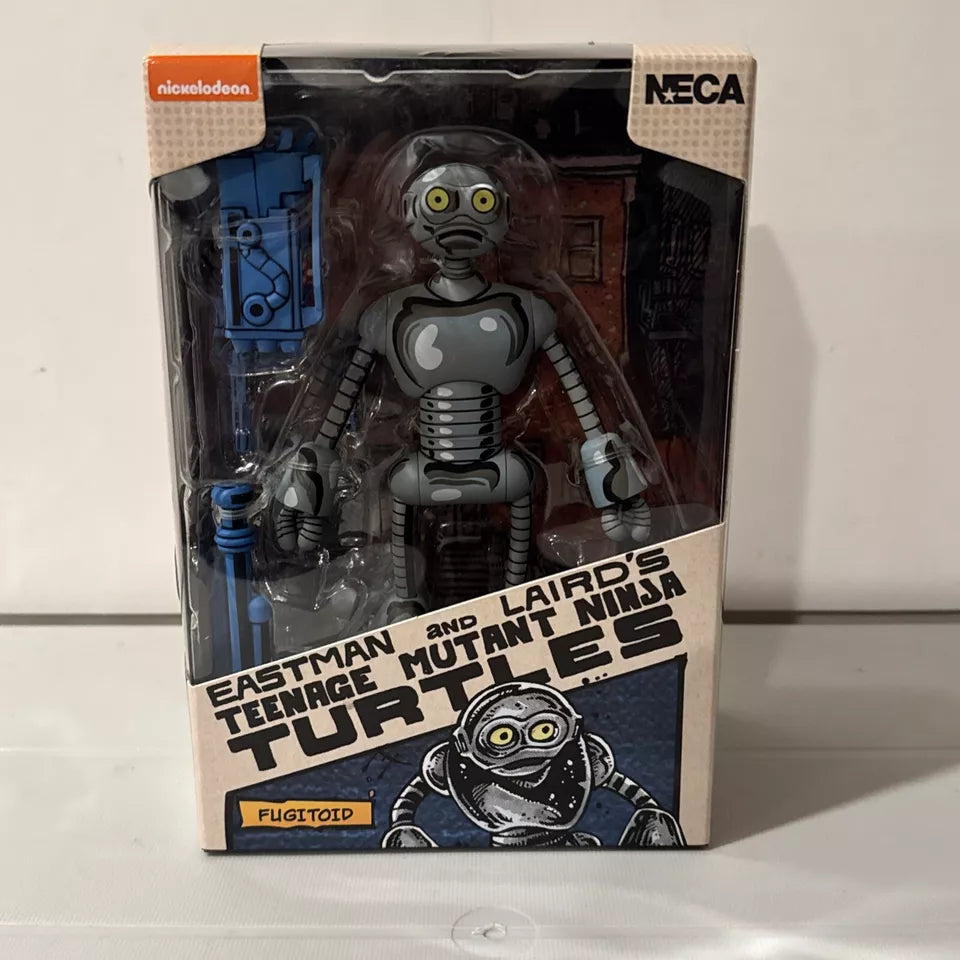 nickelodeon
NECA
EASTMAN AND LAIRD'S
TEENAGE MUTANT NINJA
TURTLES
FUGITOID